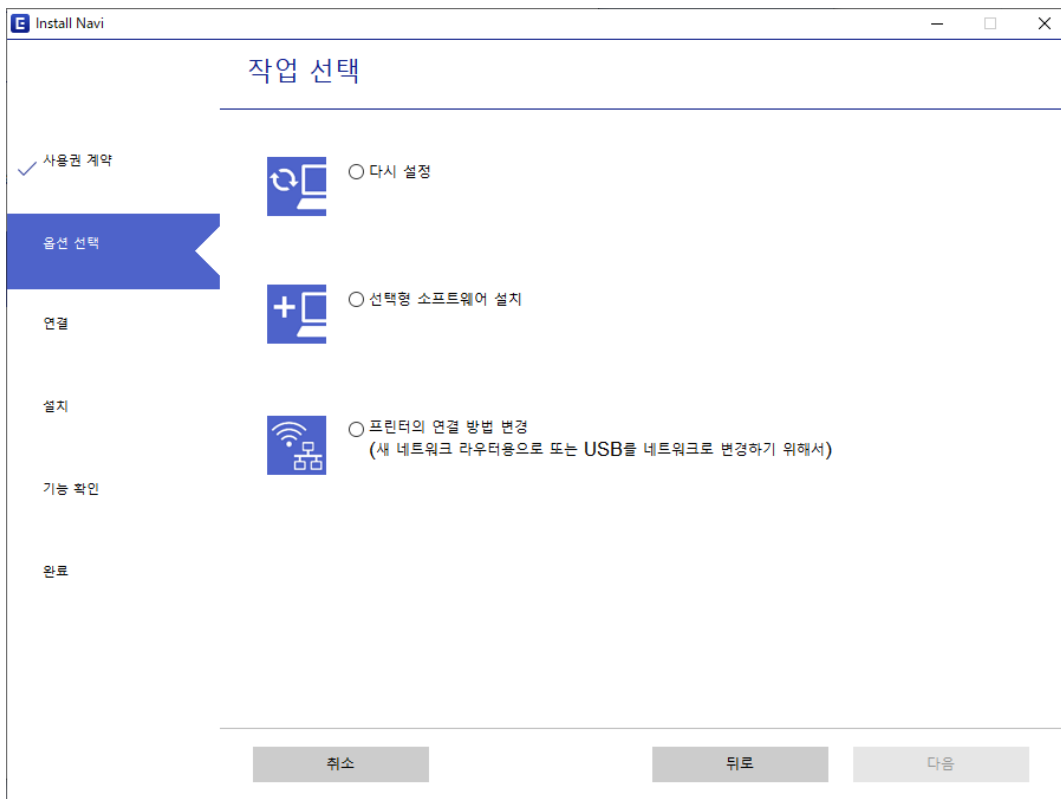 Install Navi
작업 선택
사용권 계약
옵션 선택
연결
설치
기능 확인
완료
다시 설정
선택형 소프트웨어 설치
프린터의 연결 방법 변경
(새 네트워크 라우터용으로 또는 USB를 네트워크로 변경하기 위해서)
취소
뒤로
다음